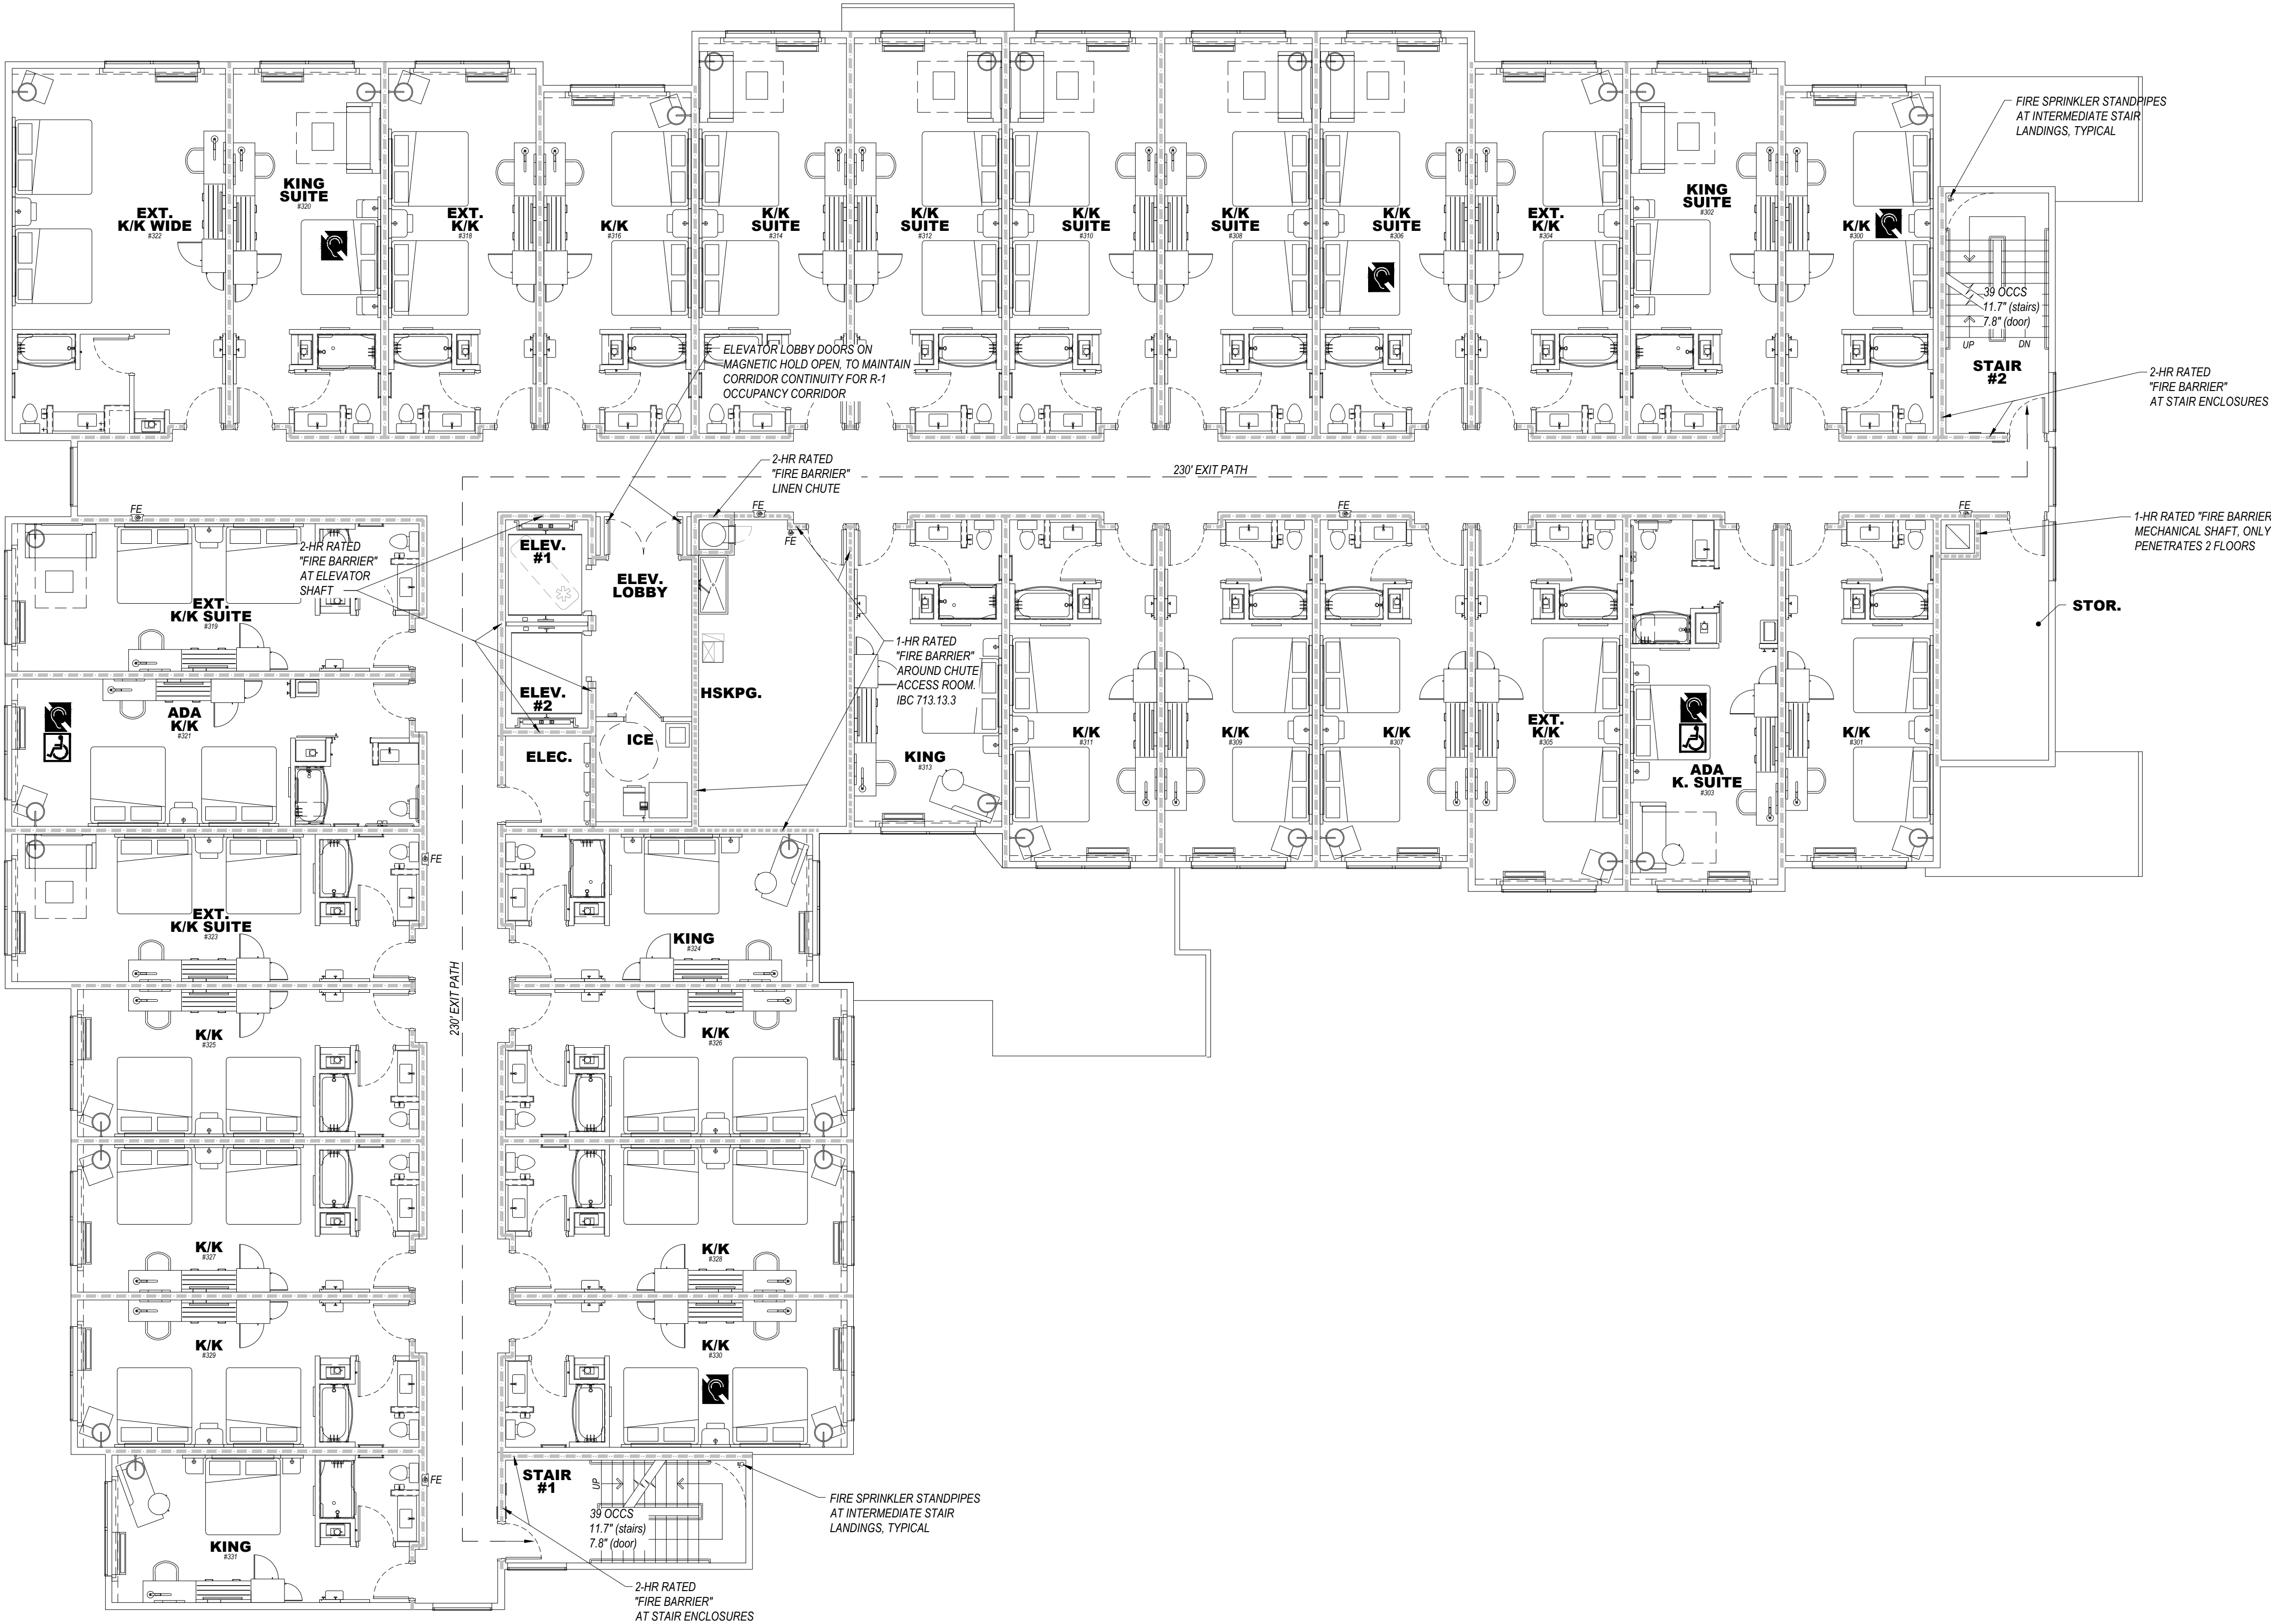 FIRE SPRINKLER STANDPIPES
AT INTERMEDIATE STAIR
LANDINGS, TYPICAL
EXT.
K/K WIDE
#322
KING
SUITE
#320
EXT.
K/K
#318
K/K
#316
K/K
SUITE
#314
K/K
SUITE
#312
K/K
SUITE
#310
K/K
SUITE
#308
K/K
SUITE
#306
EXT.
K/K
#304
KING
SUITE
#302
K/K
#300
39 OCCS
11.7" (stairs)
7.8" (door)
UP
DN
STAIR
#2
ELEVATOR LOBBY DOORS ON
MAGNETIC HOLD OPEN, TO MAINTAIN
CORRIDOR CONTINUITY FOR R-1
OCCUPANCY CORRIDOR
2-HR RATED
"FIRE BARRIER"
AT STAIR ENCLOSURES
2-HR RATED
"FIRE BARRIER"
LINEN CHUTE
230' EXIT PATH
FE
FE
FE
FE
FE
1-HR RATED "FIRE BARRIER
MECHANICAL SHAFT, ONLY
PENETRATES 2 FLOORS
2-HR RATED
"FIRE BARRIER"
AT ELEVATOR
SHAFT
ELEV.
#1
ELEV.
LOBBY
EXT.
K/K SUITE
#319
STOR.
1-HR RATED
"FIRE BARRIER"
AROUND CHUTE
ACCESS ROOM.
IBC 713.13.3
ELEV.
#2
HSKPG.
ADA
K/K
#321
ICE
ELEC.
KING
#313
K/K
#311
K/K
#309
K/K
#307
EXT.
K/K
#305
ADA
K. SUITE
#303
K/K
#301
FE
EXT.
K/K SUITE
#323
KING
#324
230' EXIT PATH
K/K
#325
K/K
#326
K/K
#327
K/K
#328
K/K
#329
K/K
#330
FE
STAIR
#1
UP
39 OCCS
11.7" (stairs)
7.8" (door)
FIRE SPRINKLER STANDPIPES
AT INTERMEDIATE STAIR
LANDINGS, TYPICAL
KING
#331
2-HR RATED
"FIRE BARRIER"
AT STAIR ENCLOSURES